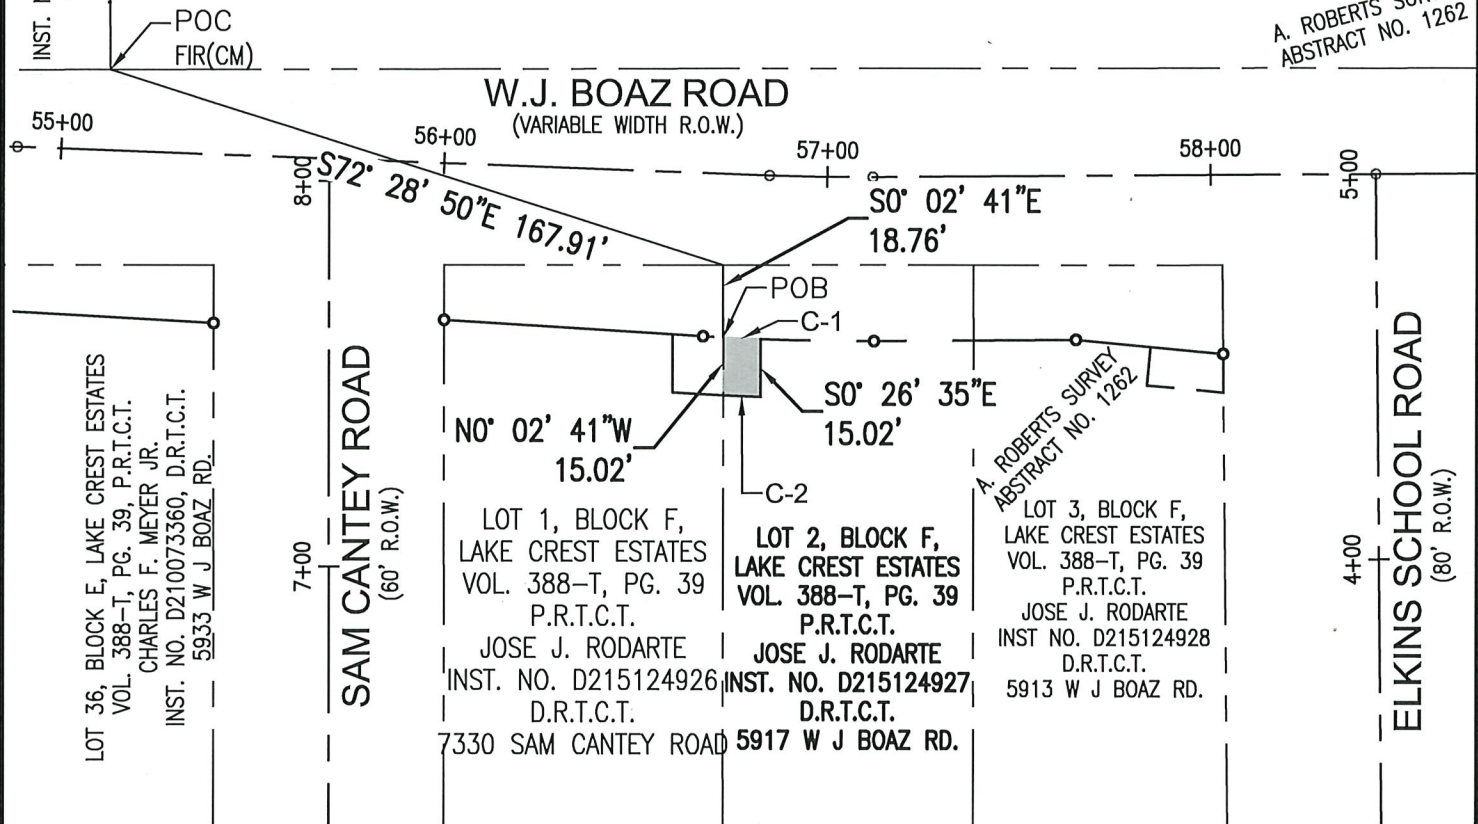 INST.
POC
FIR(CM)
A. ROBERTS
ABSTRACT NO. 1262
W.J. BOAZ ROAD
(VARIABLE WIDTH R.O.W.)
55+00
56+00
57+00
58+00
8+00
5+00
S72° 28' 50"E 167.91'
S0° 02' 41"E
18.76'
POB
C-1
S0° 26' 35"E
15.02'
N0° 02' 41"W
15.02'
C-2
A. ROBERTS SURVEY
ABSTRACT NO. 1262
LOT 36, BLOCK E, LAKE CREST ESTATES
VOL. 388-T, PG. 39, P.R.T.C.T.
CHARLES F. MEYER JR.
INST. NO. D210073360, D.R.T.C.T.
5933 W J BOAZ RD.
7+00
SAM CANTEY ROAD
(60' R.O.W.)
LOT 1, BLOCK F,
LAKE CREST ESTATES
VOL. 388-T, PG. 39
P.R.T.C.T.
JOSE J. RODARTE
INST. NO. D215124926
D.R.T.C.T.
7330 SAM CANTEY ROAD
LOT 2, BLOCK F,
LAKE CREST ESTATES
VOL. 388-T, PG. 39
P.R.T.C.T.
JOSE J. RODARTE
INST. NO. D215124927
D.R.T.C.T.
5917 W J BOAZ RD.
LOT 3, BLOCK F,
LAKE CREST ESTATES
VOL. 388-T, PG. 39
P.R.T.C.T.
JOSE J. RODARTE
INST NO. D215124928
D.R.T.C.T.
5913 W J BOAZ RD.
4+00
ELKINS SCHOOL ROAD
(80' R.O.W.)